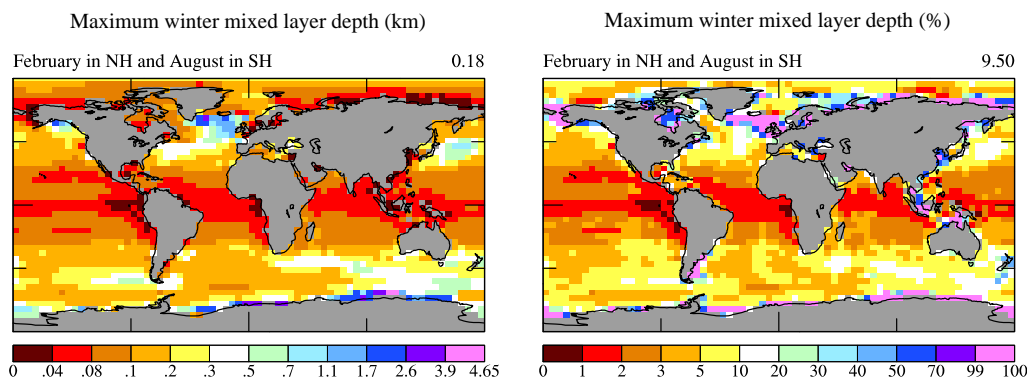 Maximum winter mixed layer depth (km)
February in NH and August in SH 0.18
0 .04 .08 .1 .2 .3 .5 .7 1.1 1.7 2.6 3.9 4.65
Maximum winter mixed layer depth (%)
February in NH and August in SH 9.50
0 1 2 3 5 10 20 30 40 50 70 99 100